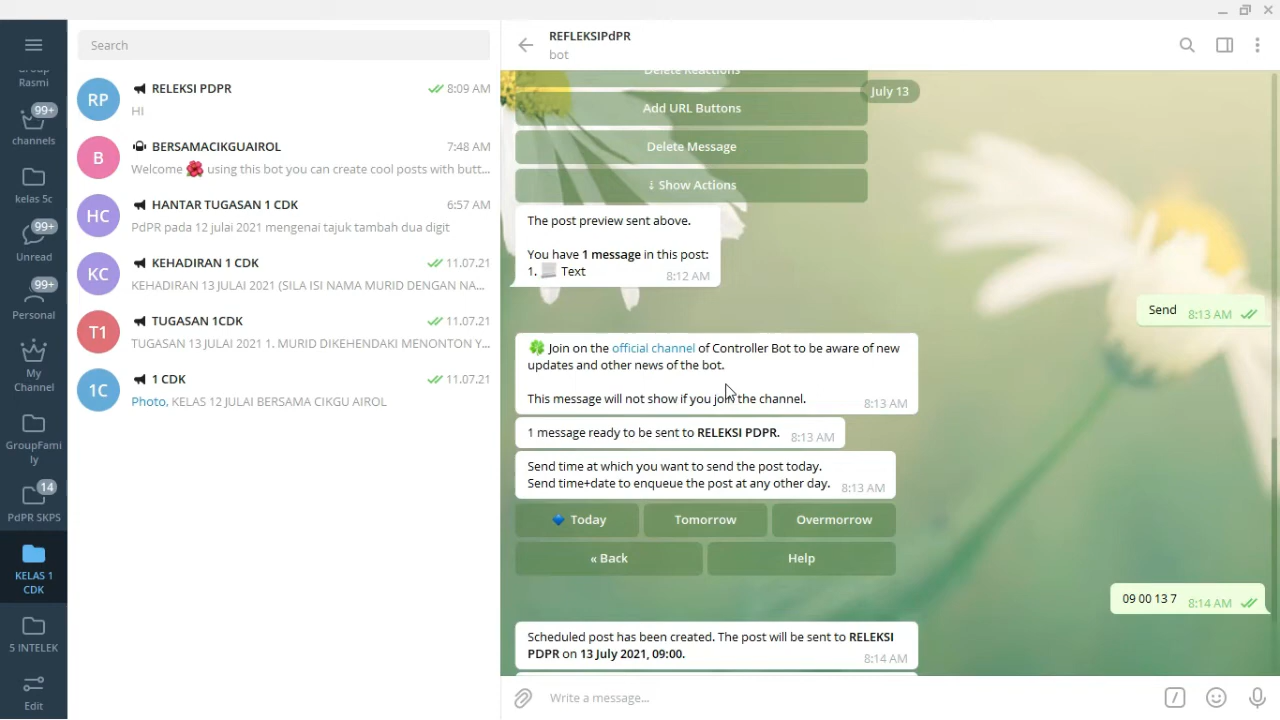 Search
REFLEKSIPdPR
bot
Group
Rasmi
99+
channels
kelas 5c
99+
Unread
99+
Personal
My
Channel
GroupFami
ly
14
PdPR SKPS
KELAS 1
CDK
5 INTELEK
Edit
RP
RELEKSI PDPR
8:09 AM
HI
B
BERSAMACIKGUAIROL
7:48 AM
Welcome 🌺 using this bot you can create cool posts with butt...
HC
HANTAR TUGASAN 1 CDK
6:57 AM
PdPR pada 12 julai 2021 mengenai tajuk tambah dua digit
KC
KEHADIRAN 1 CDK
11.07.21
KEHADIRAN 13 JULAI 2021 (SILA ISI NAMA MURID DENGAN NA...
T1
TUGASAN 1CDK
11.07.21
TUGASAN 13 JULAI 2021 1. MURID DIKEHENDAKI MENONTON Y...
1C
1 CDK
11.07.21
Photo, KELAS 12 JULAI BERSAMA CIKGU AIROL
Delete Reactions
July 13
Add URL Buttons
Delete Message
↓ Show Actions
The post preview sent above.
You have 1 message in this post:
1. Text
8:12 AM
Send 8:13 AM
🍀 Join on the official channel of Controller Bot to be aware of new
updates and other news of the bot.
This message will not show if you join the channel.
8:13 AM
1 message ready to be sent to RELEKSI PDPR. 8:13 AM
Send time at which you want to send the post today.
Send time+date to enqueue the post at any other day. 8:13 AM
Today
Tomorrow
Overmorrow
« Back
Help
09 00 13 7 8:14 AM
Scheduled post has been created. The post will be sent to RELEKSI
PDPR on 13 July 2021, 09:00.
8:14 AM
Write a message...